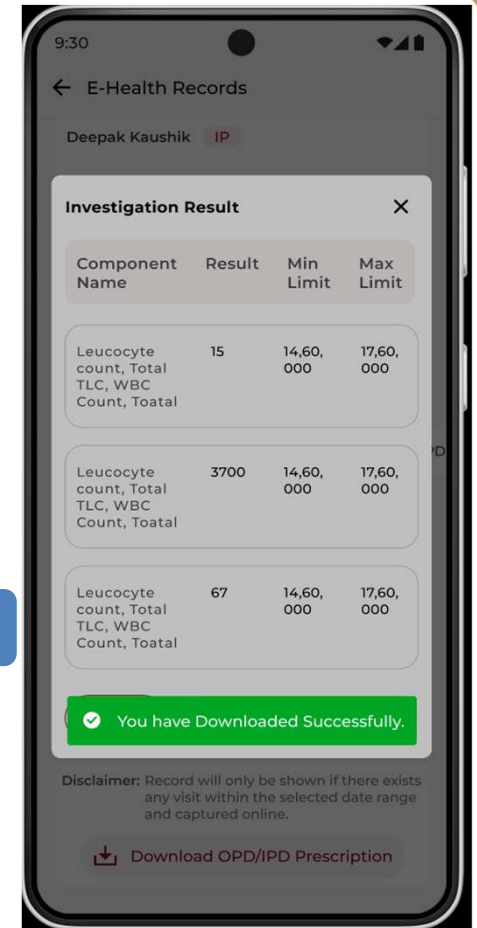 9:30
E-Health Records
Deepak Kaushik IP
Investigation Result
Component Result Min Max
Name Limit Limit
Leucocyte 15 14,60, 17,60,
count, Total 000 000
TLC, WBC
Count, Toatal
PD
Leucocyte 3700 14,60, 17,60,
count, Total 000 000
TLC, WBC
Count, Toatal
Leucocyte 67 14,60, 17,60,
count, Total 000 000
TLC, WBC
Count, Toatal
You have Downloaded Successfully.
Disclaimer: Record will only be shown if there exists
any visit within the selected date range
and captured online.
Download OPD/IPD Prescription